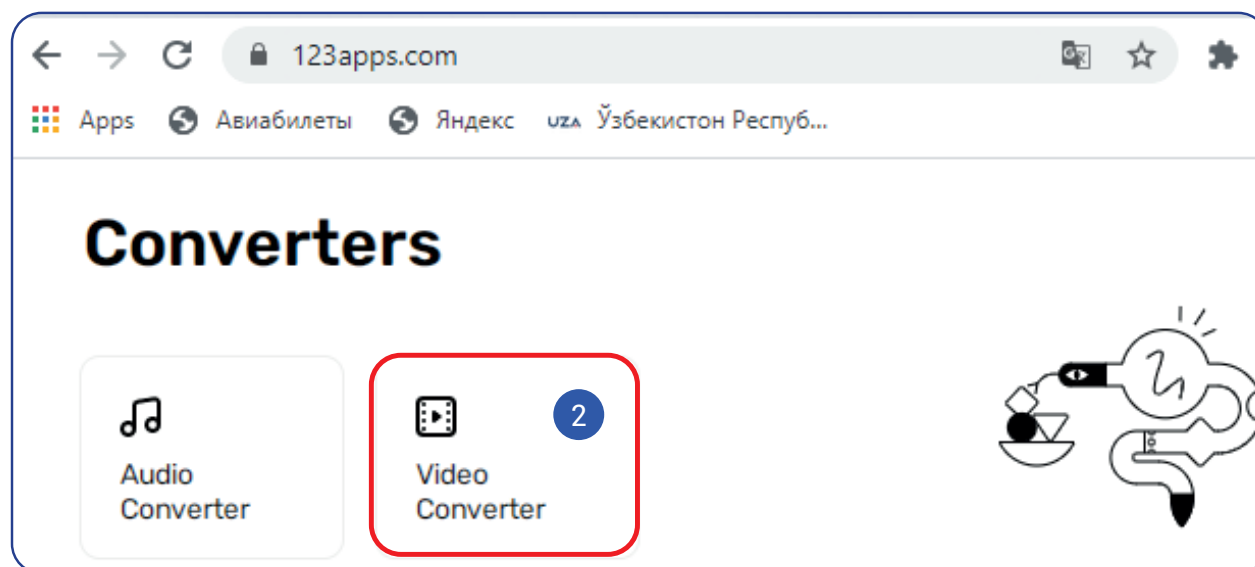 123apps.com
Apps Авиабилеты Яндекс UZA Ўзбекистон Респуб...
Converters
2
Audio
Converter
Video
Converter